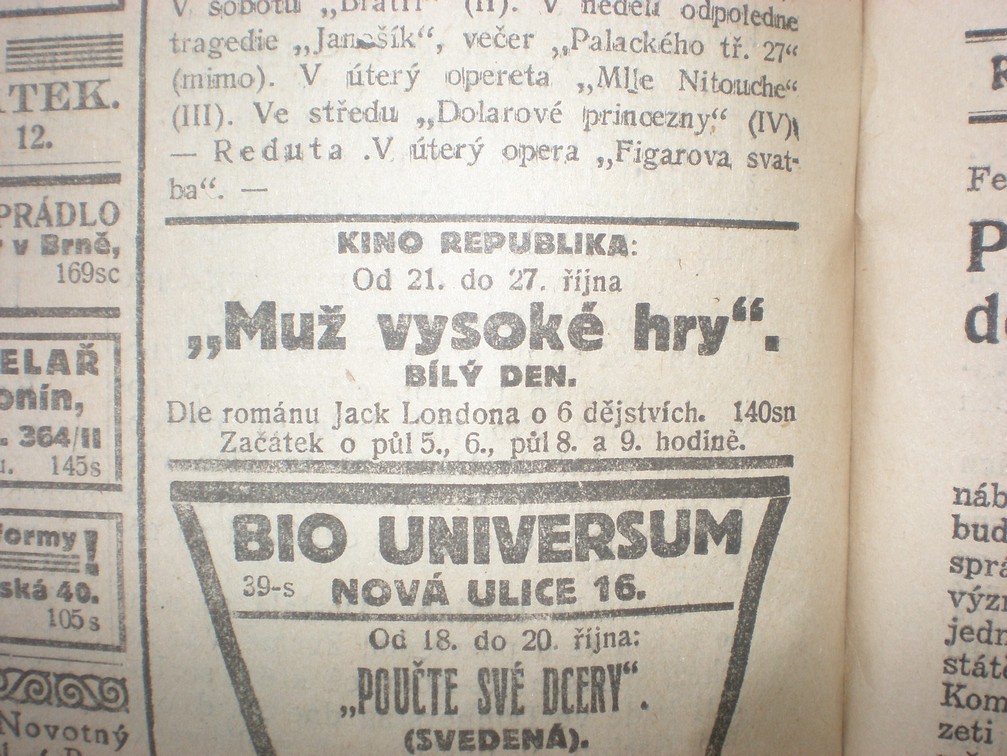 V sobotu „Bratři“ (II). V neděli odpoledne
tragedie „Janošík“, večer „Palackého tř. 27“
(mimo). V úterý opereta „Mlle Nitouche“
(III). Ve středu „Dolarové princezny“ (IV)
— Reduta .V úterý opera „Figarova svat-
ba“. —
KINO REPUBLIKA:
Od 21. do 27. října
„Muž vysoké hry“.
BÍLÝ DEN.
Dle románu Jack Londona o 6 dějstvích. 140sn
Začátek o půl 5., 6., půl 8. a 9. hodině.
BIO UNIVERSUM
39-s NOVÁ ULICE 16.
Od 18. do 20. října:
„POUČTE SVÉ DCERY“.
(SVEDENÁ).
TEK.
12.
PRÁDLO
v Brně,
169sc
ELAŘ
onín,
. 364/II
145s
formy!
ská 40.
105 s
Novotný
Fe
P
d
náb
bud
sprá
výz
jedn
státe
Kom
zeti